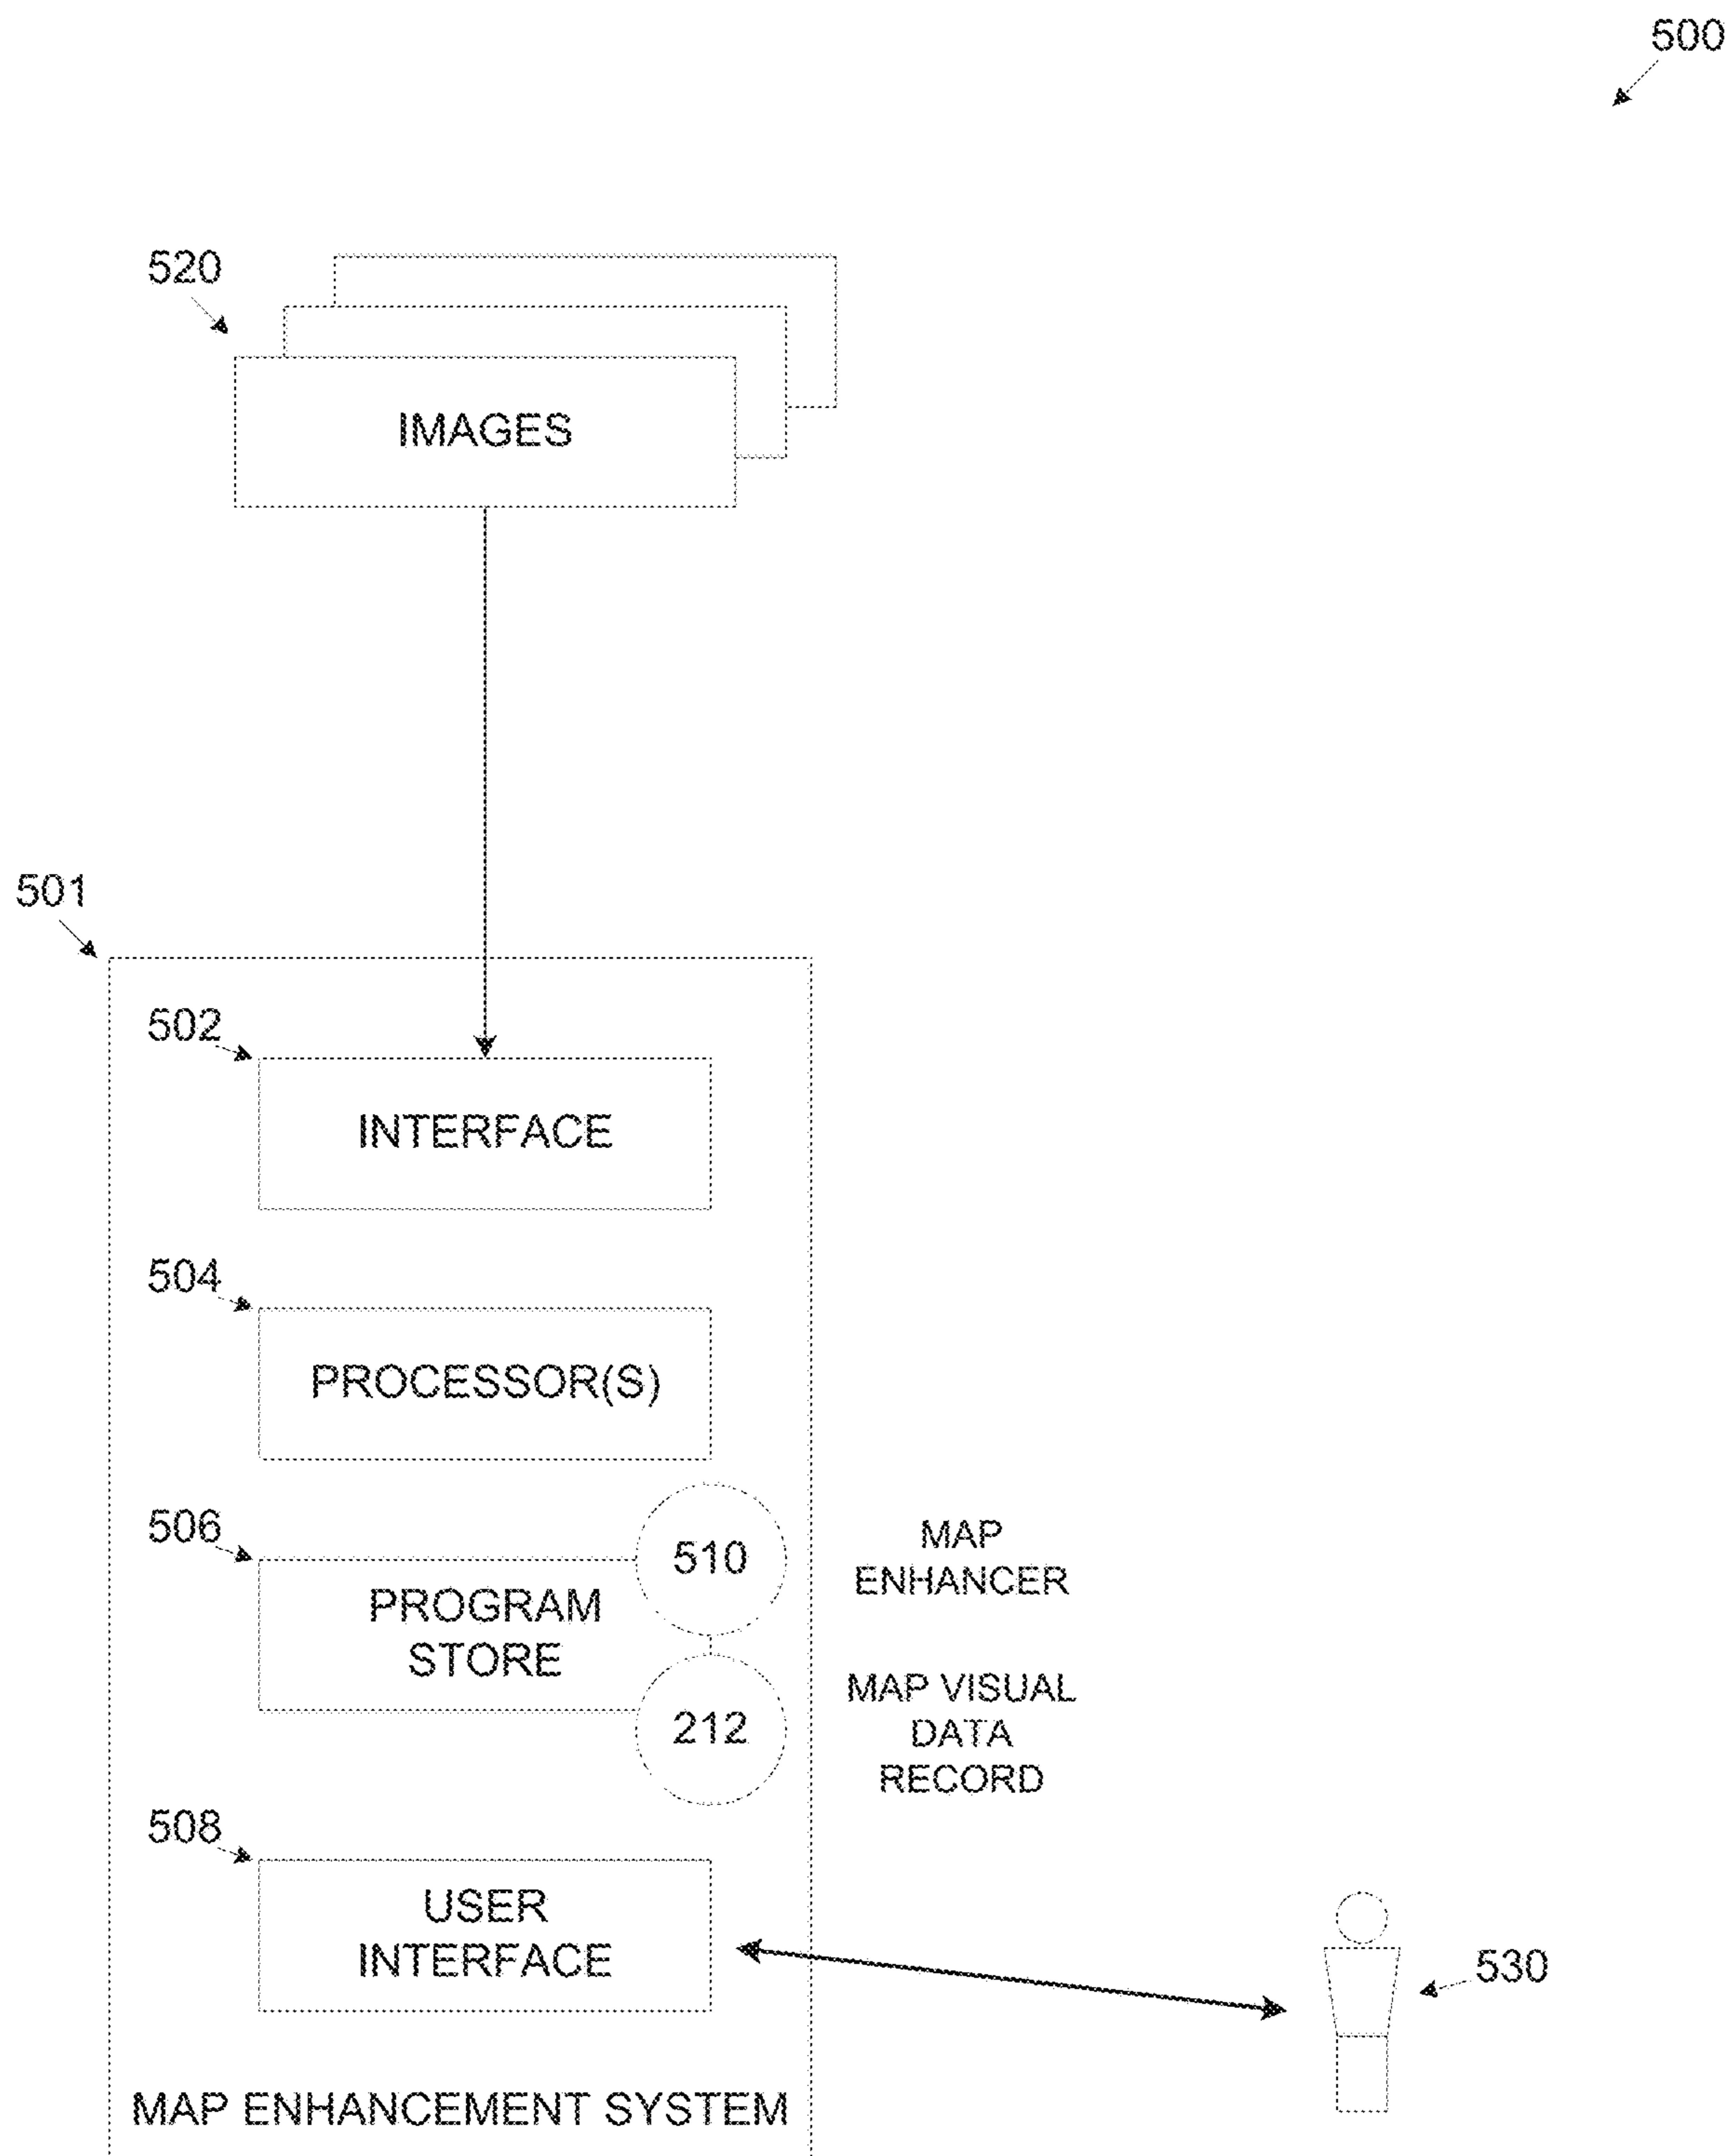 500
520
IMAGES
501
502
INTERFACE
504
PROCESSOR(S)
506
510
PROGRAM
STORE
MAP
ENHANCER
212
MAP VISUAL
DATA
RECORD
508
USER
INTERFACE
530
MAP ENHANCEMENT SYSTEM